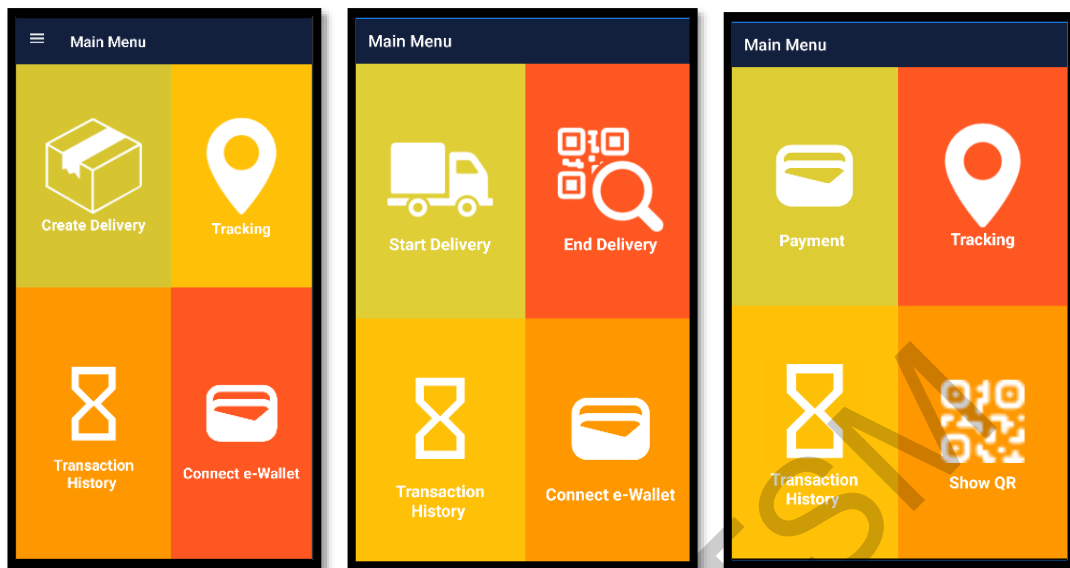 Main Menu
Create Delivery
Tracking
Transaction
History
Connect e-Wallet
Main Menu
Start Delivery
End Delivery
Transaction
History
Connect e-Wallet
Main Menu
Payment
Tracking
Transaction
History
Show QR